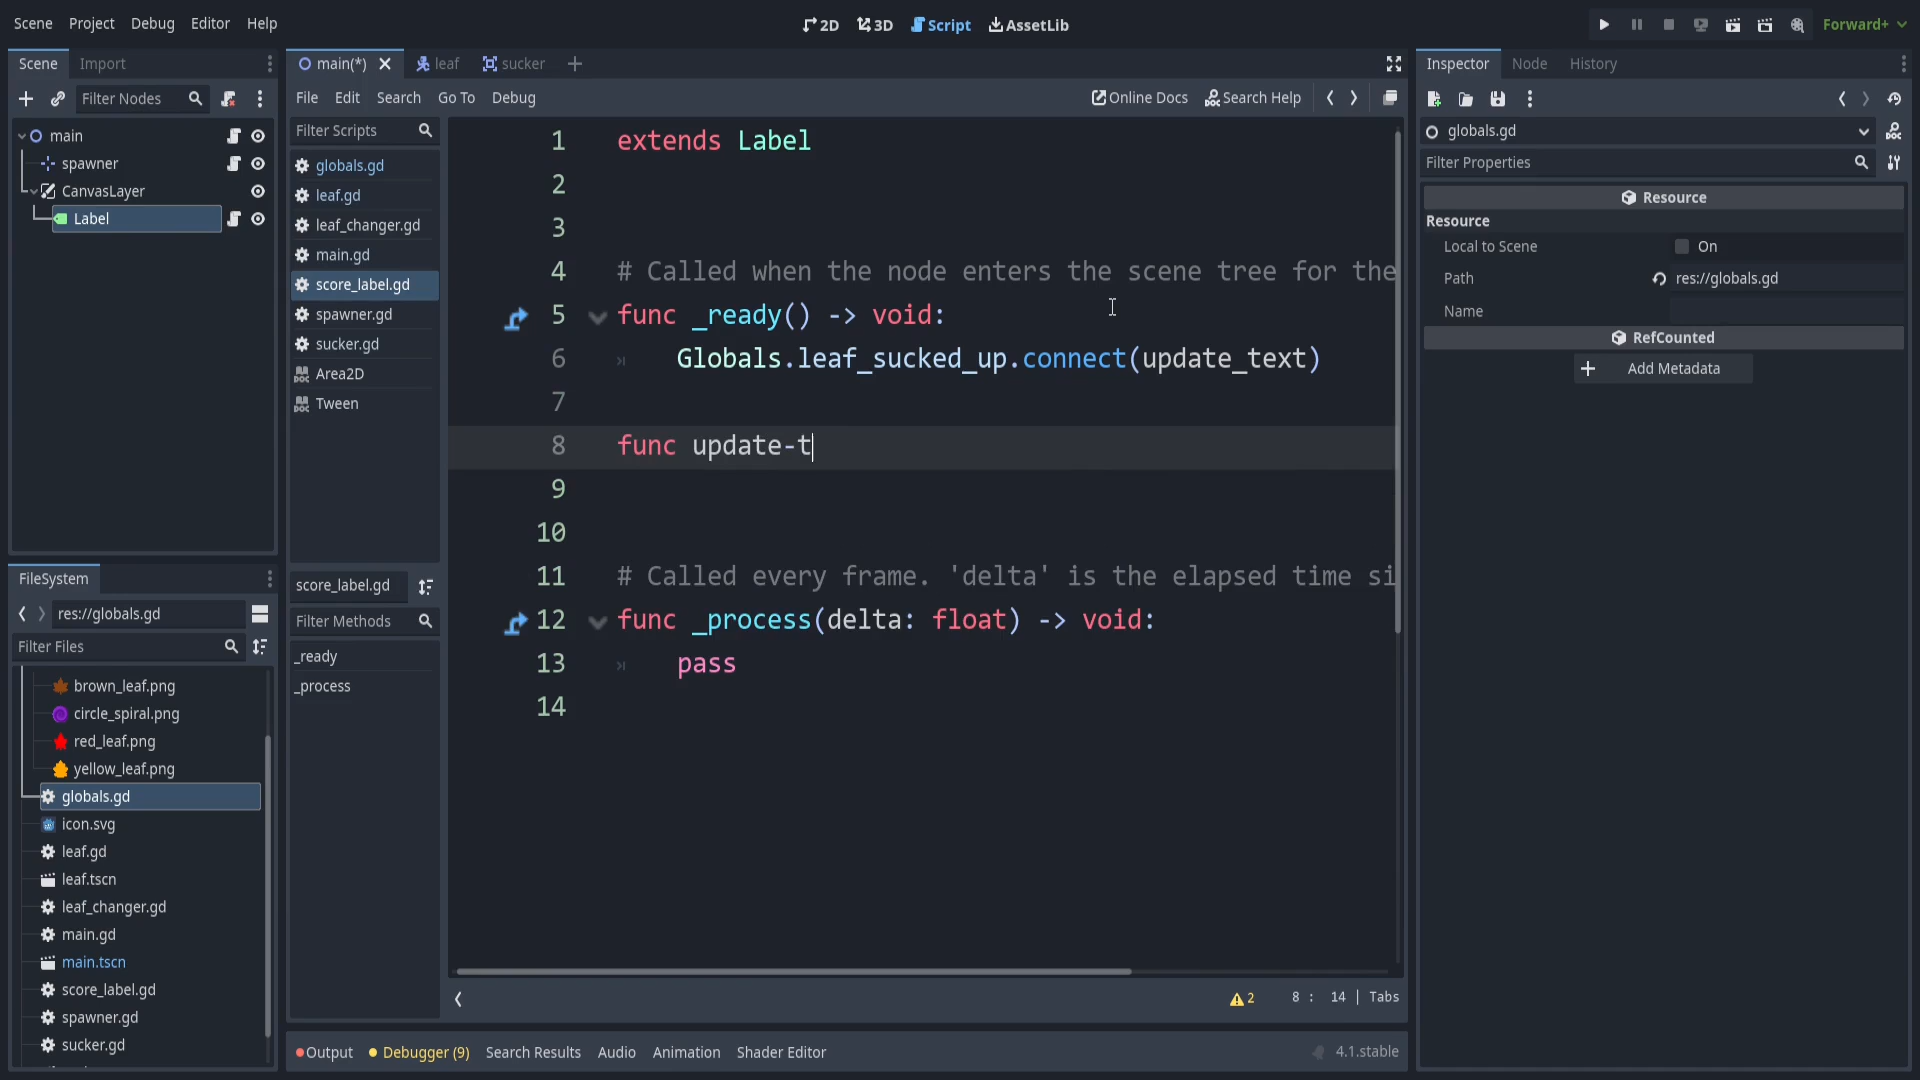 Scene Project Debug Editor Help
2D 3D Script AssetLib
Forward+
Scene Import
Filter Nodes
main
spawner
CanvasLayer
Label
FileSystem
res://globals.gd
Filter Files
brown_leaf.png
circle_spiral.png
red_leaf.png
yellow_leaf.png
globals.gd
icon.svg
leaf.gd
leaf.tscn
leaf_changer.gd
main.gd
main.tscn
score_label.gd
spawner.gd
sucker.gd
main(*) leaf sucker
File Edit Search Go To Debug
Online Docs Search Help
Filter Scripts
globals.gd
leaf.gd
leaf_changer.gd
main.gd
score_label.gd
spawner.gd
sucker.gd
Area2D
Tween
score_label.gd
Filter Methods
_ready
_process
1 extends Label
2
3
4 # Called when the node enters the scene tree for the
5 func _ready() -> void:
6 Globals.leaf_sucked_up.connect(update_text)
7
8 func update-t
9
10
11 # Called every frame. 'delta' is the elapsed time si
12 func _process(delta: float) -> void:
13 pass
14
2 8 : 14 | Tabs
Output Debugger (9) Search Results Audio Animation Shader Editor
4.1.stable
Inspector Node History
globals.gd
Filter Properties
Resource
Resource
Local to Scene On
Path res://globals.gd
Name
RefCounted
Add Metadata